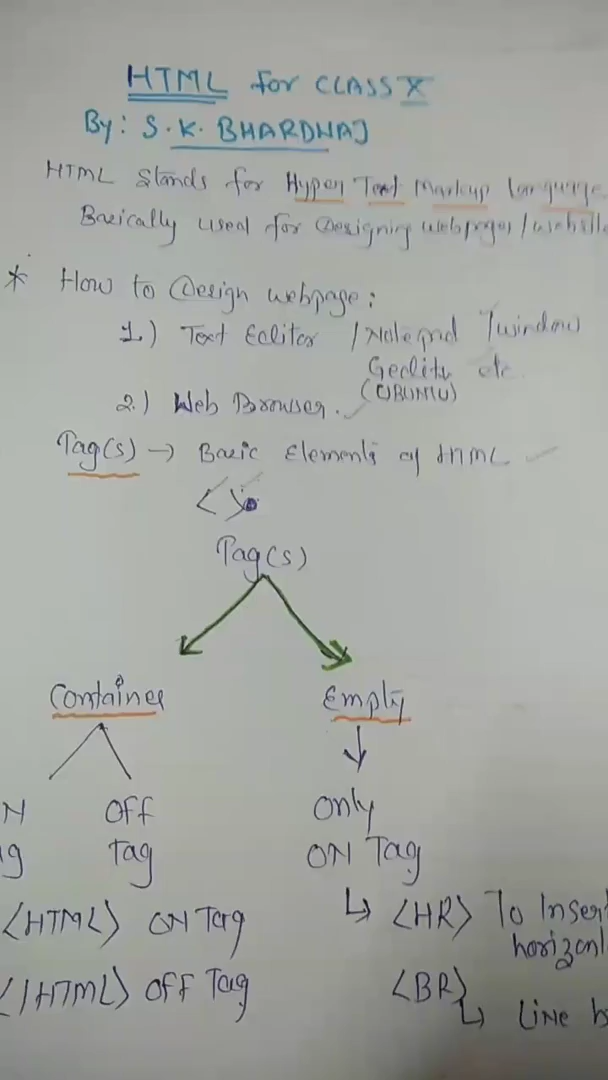 HTML for CLASS X
By: S.K. BHARDWAJ
HTML stands for Hyper Text Markup Language
Basically used for Designing webpages /
* How to Design webpage:
1.) Text Editor / Notepad / window
Gedit etc.
(UBUNTU)
2.) Web Browser.
Tag(s) → Basic Elements of HTML
< >
Tag(s)
Container Empty
OFF Only
Tag ON Tag
<HTML> ON Tag ↳ <HR> To Insert
</HTML> OFF Tag <BR>
↳ Line